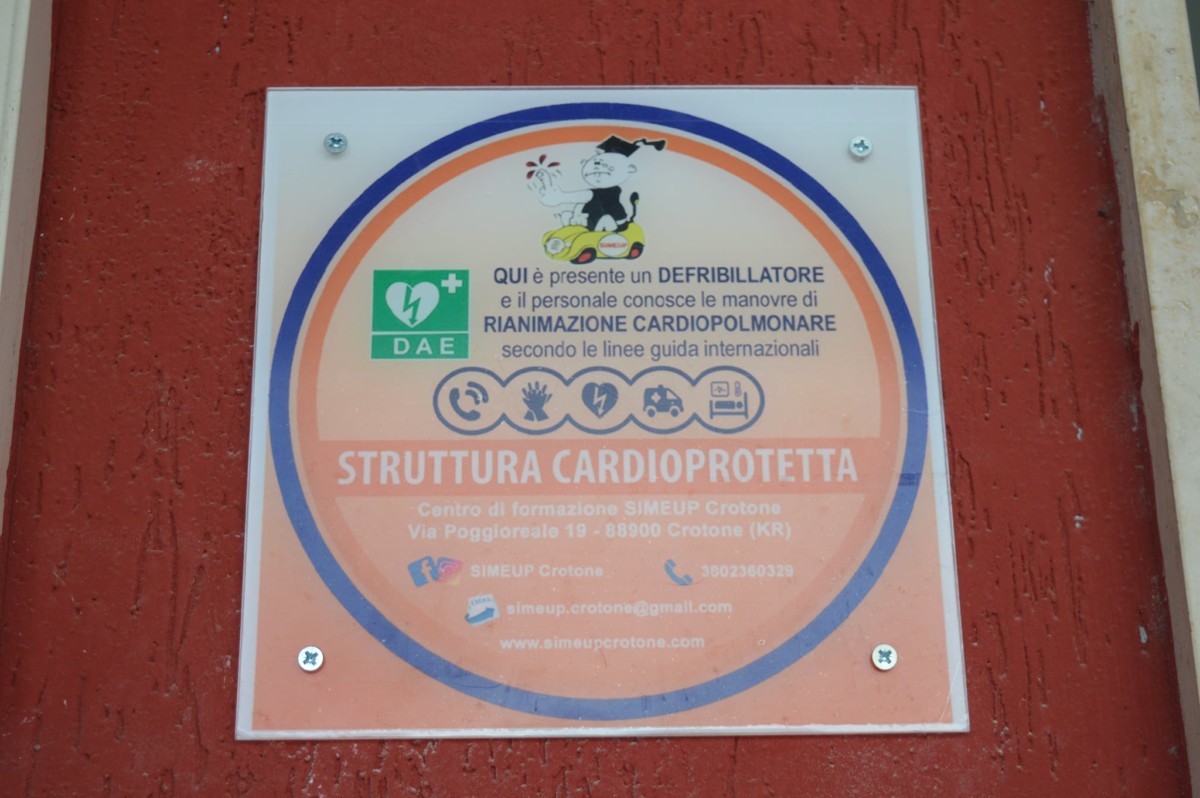 SIMEUP
QUI è presente un DEFRIBILLATORE
e il personale conosce le manovre di
RIANIMAZIONE CARDIOPOLMONARE
secondo le linee guida internazionali
DAE
STRUTTURA CARDIOPROTETTA
Centro di formazione SIMEUP Crotone
Via Poggioreale 19 - 88900 Crotone (KR)
SIMEUP Crotone
3802360329
simeup.crotone@gmail.com
www.simeupcrotone.com